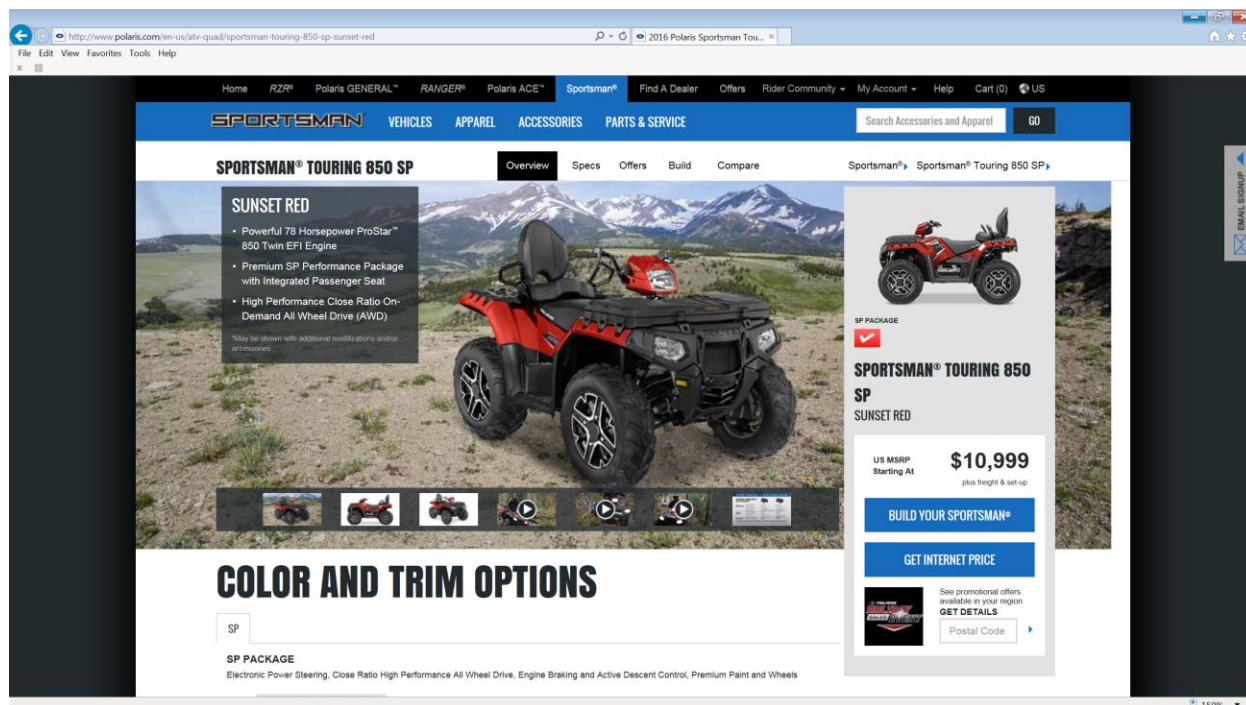 http://www.polaris.com/en-us/atv-quad/sportsman-touring-850-sp-sunset-red
2016 Polaris Sportsman Tou... ×
File Edit View Favorites Tools Help
x
Home RZR® Polaris GENERAL™ RANGER® Polaris ACE™ Sportsman® Find A Dealer Offers Rider Community My Account Help Cart (0) US
SPORTSMAN VEHICLES APPAREL ACCESSORIES PARTS & SERVICE Search Accessories and Apparel GO
SPORTSMAN® TOURING 850 SP Overview Specs Offers Build Compare Sportsman® Sportsman® Touring 850 SP
EMAIL SIGNUP
SUNSET RED
• Powerful 78 Horsepower ProStar™
850 Twin EFI Engine
• Premium SP Performance Package
with Integrated Passenger Seat
• High Performance Close Ratio On-
Demand All Wheel Drive (AWD)
*May be shown with additional modifications and/or
accessories
SP PACKAGE
SPORTSMAN® TOURING 850
SP
SUNSET RED
US MSRP
Starting At
$10,999
plus freight & set-up
BUILD YOUR SPORTSMAN®
GET INTERNET PRICE
See promotional offers
available in your region
GET DETAILS
Postal Code
POLARIS
HOLIDAY
SALES EVENT
COLOR AND TRIM OPTIONS
SP
SP PACKAGE
Electronic Power Steering, Close Ratio High Performance All Wheel Drive, Engine Braking and Active Descent Control, Premium Paint and Wheels
150%